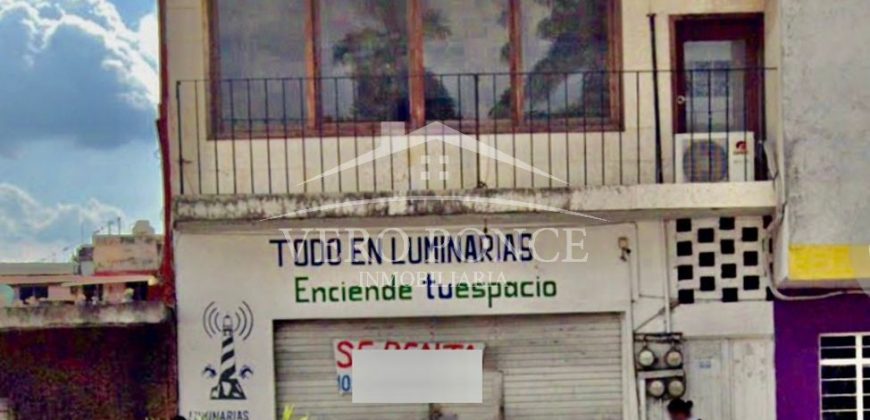 VERO PONCE
INMOBILIARIA
TODO EN LUMINARIAS
Enciende tu espacio
SE RENTA
LUMINARIAS